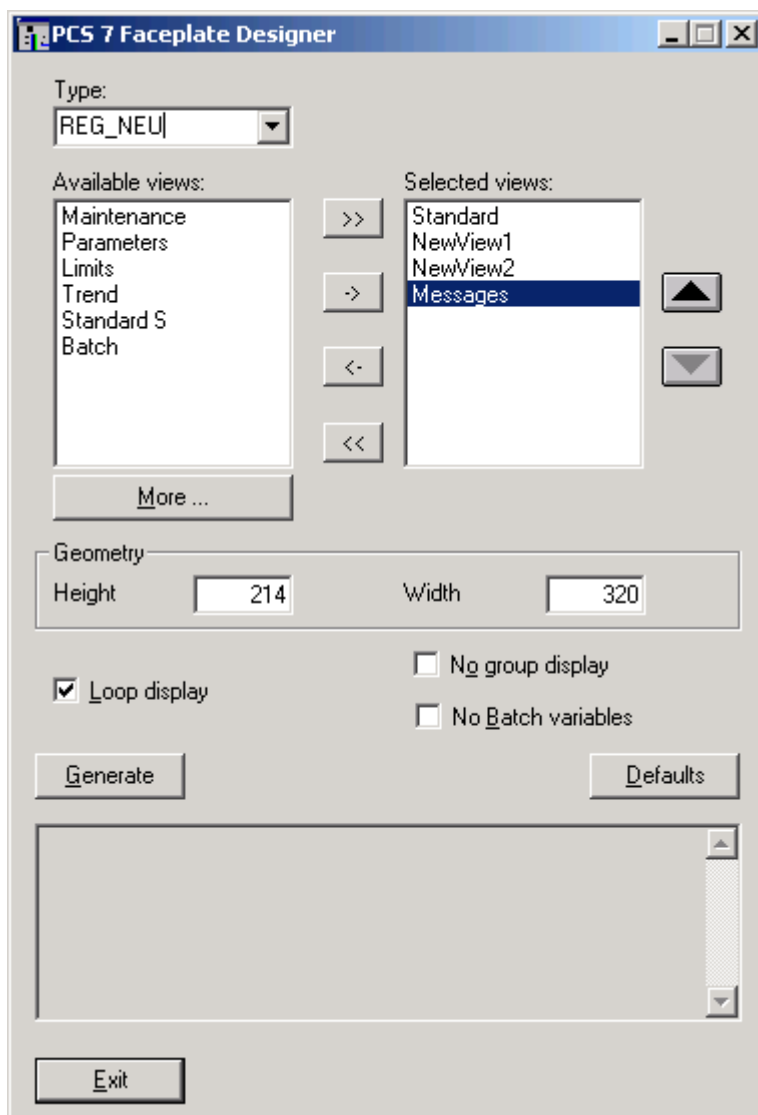 PCS 7 Faceplate Designer
Type:
REG_NEU
Available views:
Selected views:
Maintenance
Parameters
Limits
Trend
Standard S
Batch
>>
->
<-
<<
Standard
NewView1
NewView2
Messages
More ...
Geometry
Height 214 Width 320
Loop display
No group display
No Batch variables
Generate
Defaults
Exit